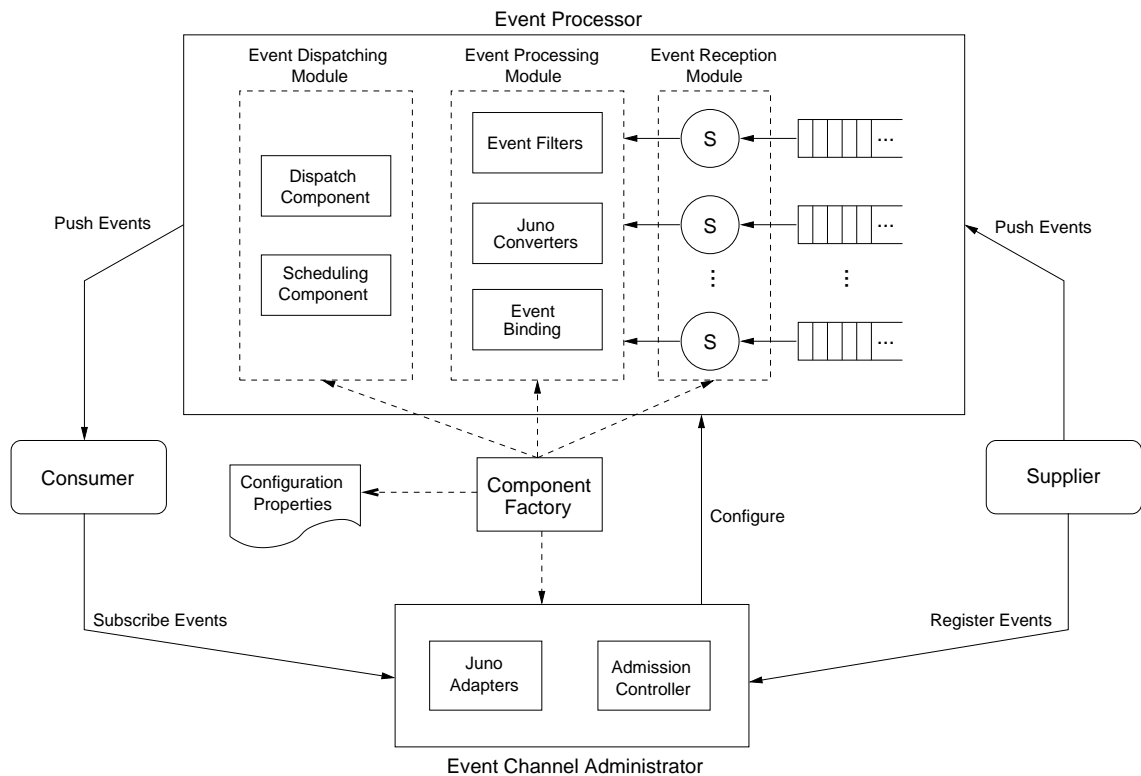 Event Processor
Event Dispatching
Module
Event Processing
Module
Event Reception
Module
Event Filters
S
...
Dispatch
Component
Push Events
Juno
Converters
S
...
Push Events
Scheduling
Component
...
...
Event
Binding
S
...
Consumer
Configuration
Properties
Component
Factory
Configure
Supplier
Subscribe Events
Register Events
Juno
Adapters
Admission
Controller
Event Channel Administrator